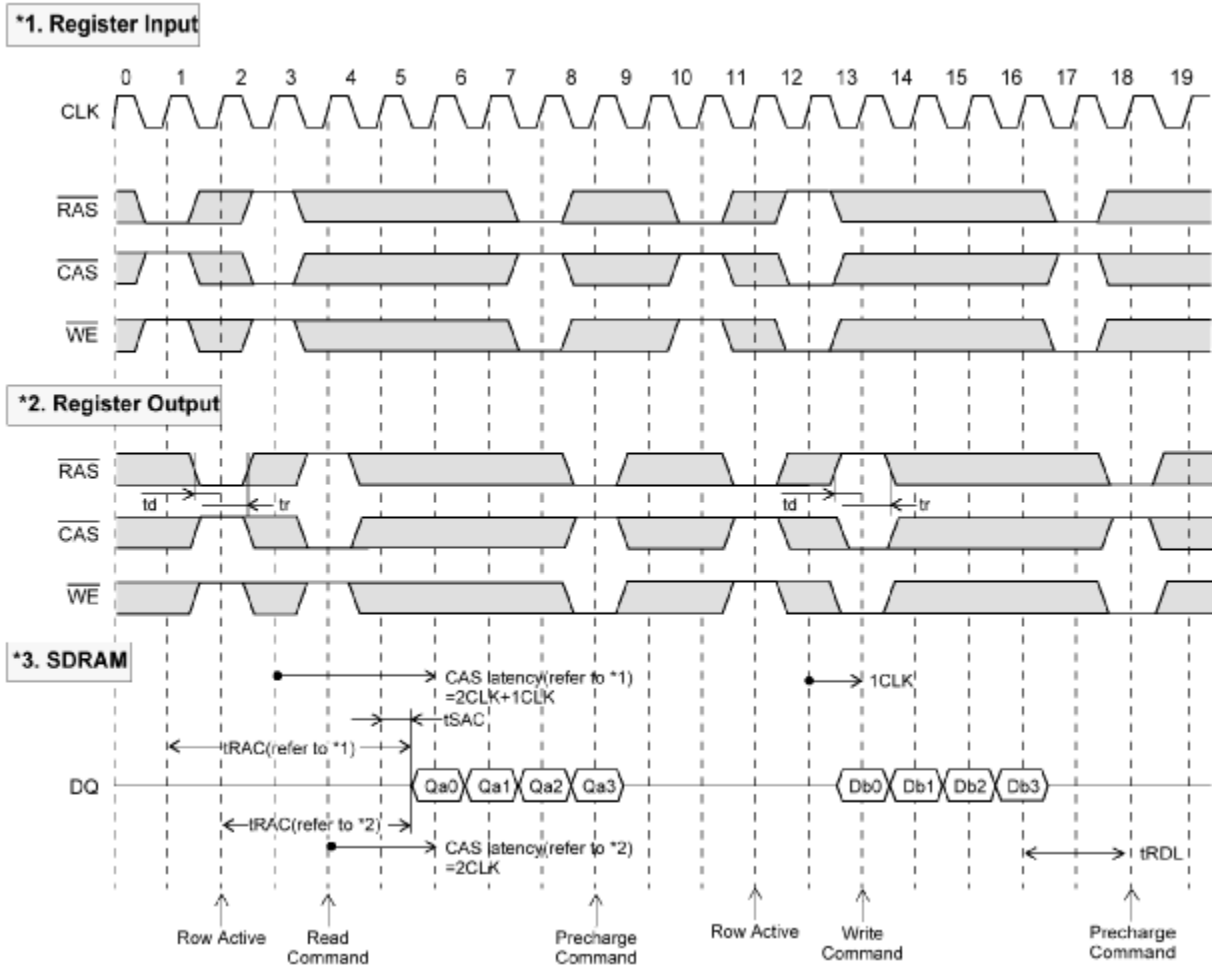 *1. Register Input
0 1 2 3 4 5 6 7 8 9 10 11 12 13 14 15 16 17 18 19
CLK
RAS
CAS
WE
*2. Register Output
RAS
td tr td tr
CAS
WE
*3. SDRAM
CAS latency(refer to *1)
=2CLK+1CLK
1CLK
tSAC
tRAC(refer to *1)
DQ Qa0 Qa1 Qa2 Qa3 Db0 Db1 Db2 Db3
tRAC(refer to *2)
CAS latency(refer to *2)
=2CLK
tRDL
Row Active
Read
Command
Precharge
Command
Row Active
Write
Command
Precharge
Command